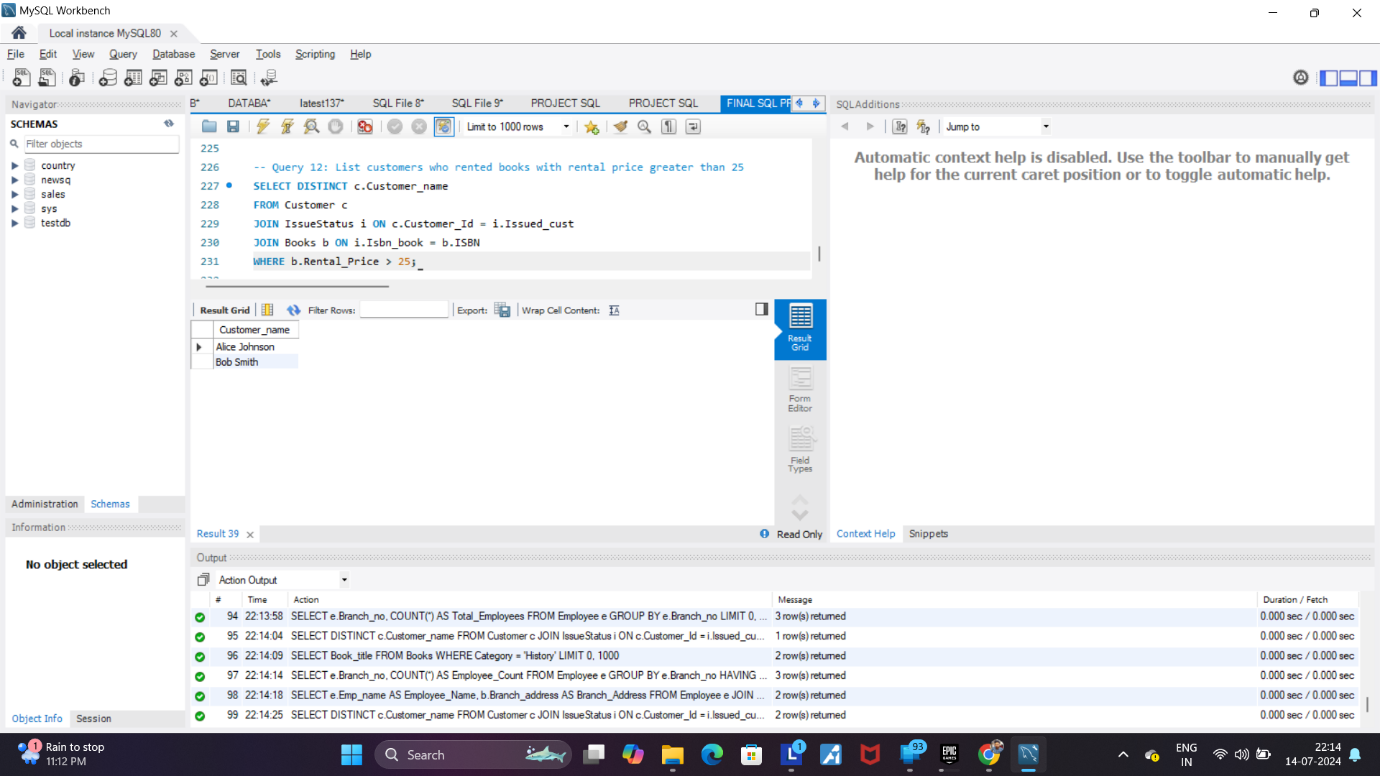 MySQL Workbench
Local instance MySQL80
File Edit View Query Database Server Tools Scripting Help
Navigator
SCHEMAS
Filter objects
country
newsq
sales
sys
testdb
Administration Schemas
Information
No object selected
Object Info Session
B* DATABA* latest137* SQL File 8* SQL File 9* PROJECT SQL PROJECT SQL FINAL SQL PR
Limit to 1000 rows
225
226 -- Query 12: List customers who rented books with rental price greater than 25
227 SELECT DISTINCT c.Customer_name
228 FROM Customer c
229 JOIN IssueStatus i ON c.Customer_Id = i.Issued_cust
230 JOIN Books b ON i.Isbn_book = b.ISBN
231 WHERE b.Rental_Price > 25;
Result Grid Filter Rows: Export: Wrap Cell Content:
Customer_name
Alice Johnson
Bob Smith
Result Grid
Form Editor
Field Types
Result 39
Read Only
SQLAdditions
Jump to
Automatic context help is disabled. Use the toolbar to manually get
help for the current caret position or to toggle automatic help.
Context Help Snippets
Output
Action Output
# Time Action Message Duration / Fetch
94 22:13:58 SELECT e.Branch_no, COUNT(*) AS Total_Employees FROM Employee e GROUP BY e.Branch_no LIMIT 0, ... 3 row(s) returned 0.000 sec / 0.000 sec
95 22:14:04 SELECT DISTINCT c.Customer_name FROM Customer c JOIN IssueStatus i ON c.Customer_Id = i.Issued_cu... 1 row(s) returned 0.000 sec / 0.000 sec
96 22:14:09 SELECT Book_title FROM Books WHERE Category = 'History' LIMIT 0, 1000 2 row(s) returned 0.000 sec / 0.000 sec
97 22:14:14 SELECT e.Branch_no, COUNT(*) AS Employee_Count FROM Employee e GROUP BY e.Branch_no HAVING ... 2 row(s) returned 0.000 sec / 0.000 sec
98 22:14:18 SELECT e.Emp_name AS Employee_Name, b.Branch_address AS Branch_Address FROM Employee e JOIN ... 2 row(s) returned 0.000 sec / 0.000 sec
99 22:14:25 SELECT DISTINCT c.Customer_name FROM Customer c JOIN IssueStatus i ON c.Customer_Id = i.Issued_cu... 2 row(s) returned 0.000 sec / 0.000 sec
1 Rain to stop
11:12 PM
Search
1
93
EPIC GAMES
ENG
IN
22:14
14-07-2024